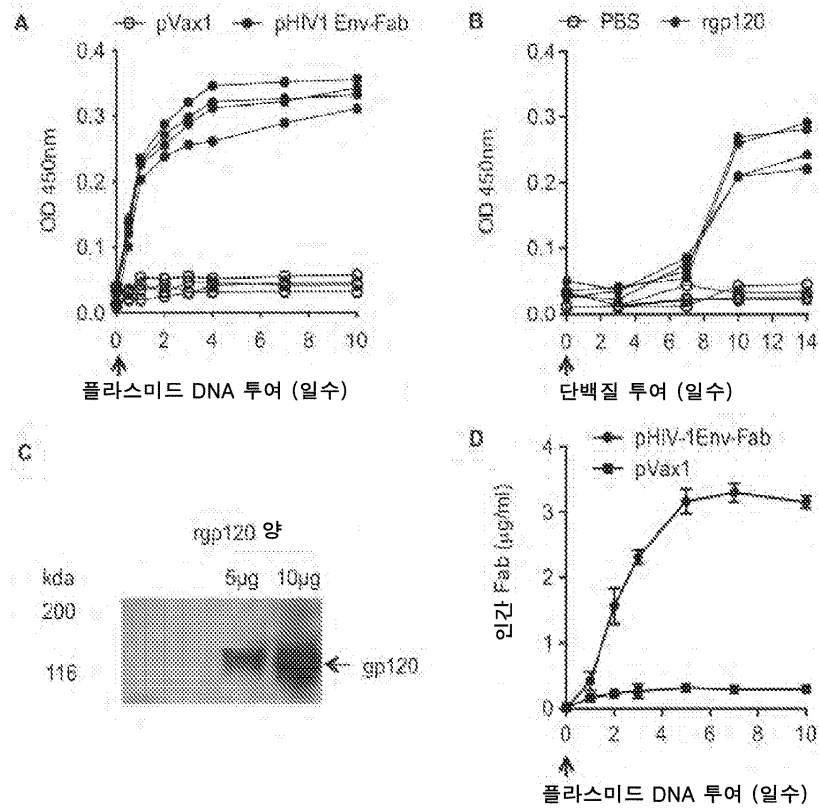 A
pVax1 pHIV1 Env-Fab
0.4
0.3
0.2
0.1
0.0
OD 450nm
0 2 4 6 8 10
플라스미드 DNA 투여 (일수)
B
PBS rgp120
0.4
0.3
0.2
0.1
0.0
OD 450nm
0 2 4 6 8 10 12 14
단백질 투여 (일수)
C
rgp120 양
kda 5µg 10µg
200
116
gp120
D
pHIV-1Env-Fab
pVax1
4
3
2
1
0
인간 Fab (µg/ml)
0 2 4 6 8 10
플라스미드 DNA 투여 (일수)